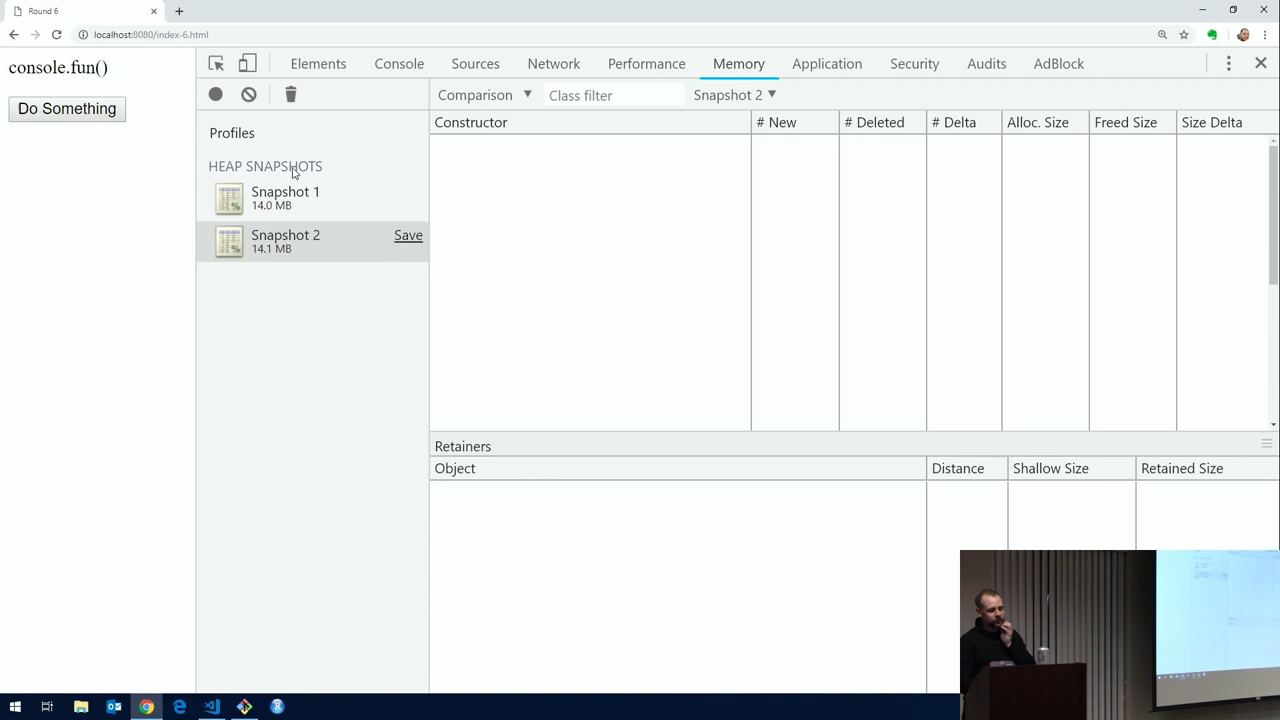 Round 6
localhost:8080/index-6.html
console.fun()
Do Something
Elements
Console
Sources
Network
Performance
Memory
Application
Security
Audits
AdBlock
Comparison
Class filter
Snapshot 2
Profiles
HEAP SNAPSHOTS
Snapshot 1
14.0 MB
Snapshot 2
Save
14.1 MB
Constructor
# New
# Deleted
# Delta
Alloc. Size
Freed Size
Size Delta
Retainers
Object
Distance
Shallow Size
Retained Size